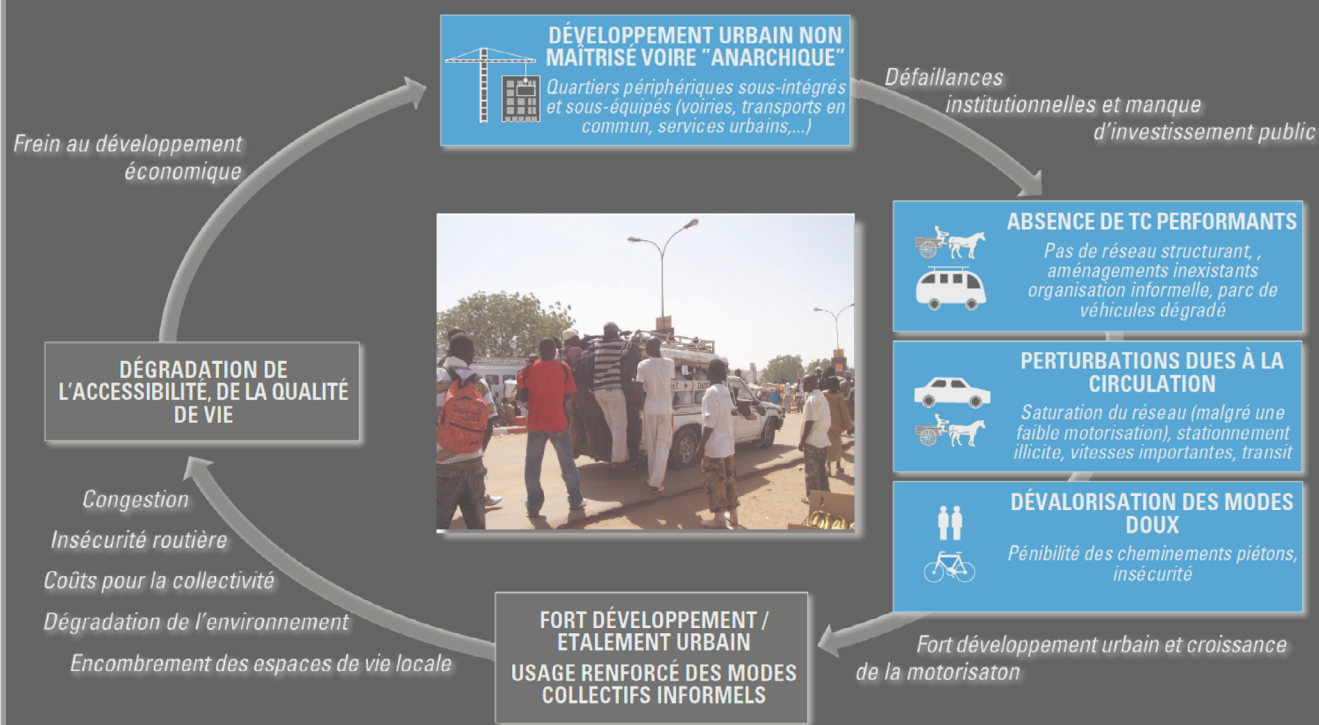 DÉVELOPPEMENT URBAIN NON
MAÎTRISÉ VOIRE "ANARCHIQUE"
Quartiers périphériques sous-intégrés
et sous-équipés (voiries, transports en
commun, services urbains,...)
Défaillances
institutionnelles et manque
d'investissement public
ABSENCE DE TC PERFORMANTS
Pas de réseau structurant, ,
aménagements inexistants
organisation informelle, parc de
véhicules dégradé
PERTURBATIONS DUES À LA
CIRCULATION
Saturation du réseau (malgré une
faible motorisation), stationnement
illicite, vitesses importantes, transit
DÉVALORISATION DES MODES
DOUX
Pénibilité des cheminements piétons,
insécurité
Fort développement urbain et croissance
de la motorisaton
FORT DÉVELOPPEMENT /
ETALEMENT URBAIN
USAGE RENFORCÉ DES MODES
COLLECTIFS INFORMELS
Congestion
Insécurité routière
Coûts pour la collectivité
Dégradation de l'environnement
Encombrement des espaces de vie locale
DÉGRADATION DE
L'ACCESSIBILITÉ, DE LA QUALITÉ
DE VIE
Frein au développement
économique